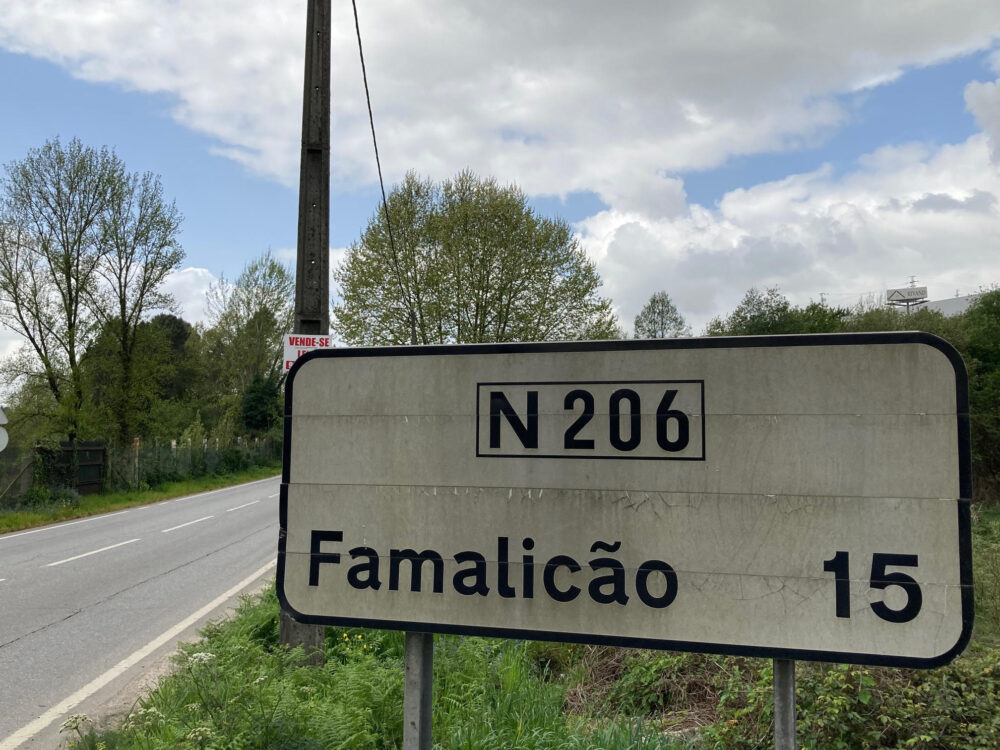 VENDE-SE
N 206
Famalicão 15